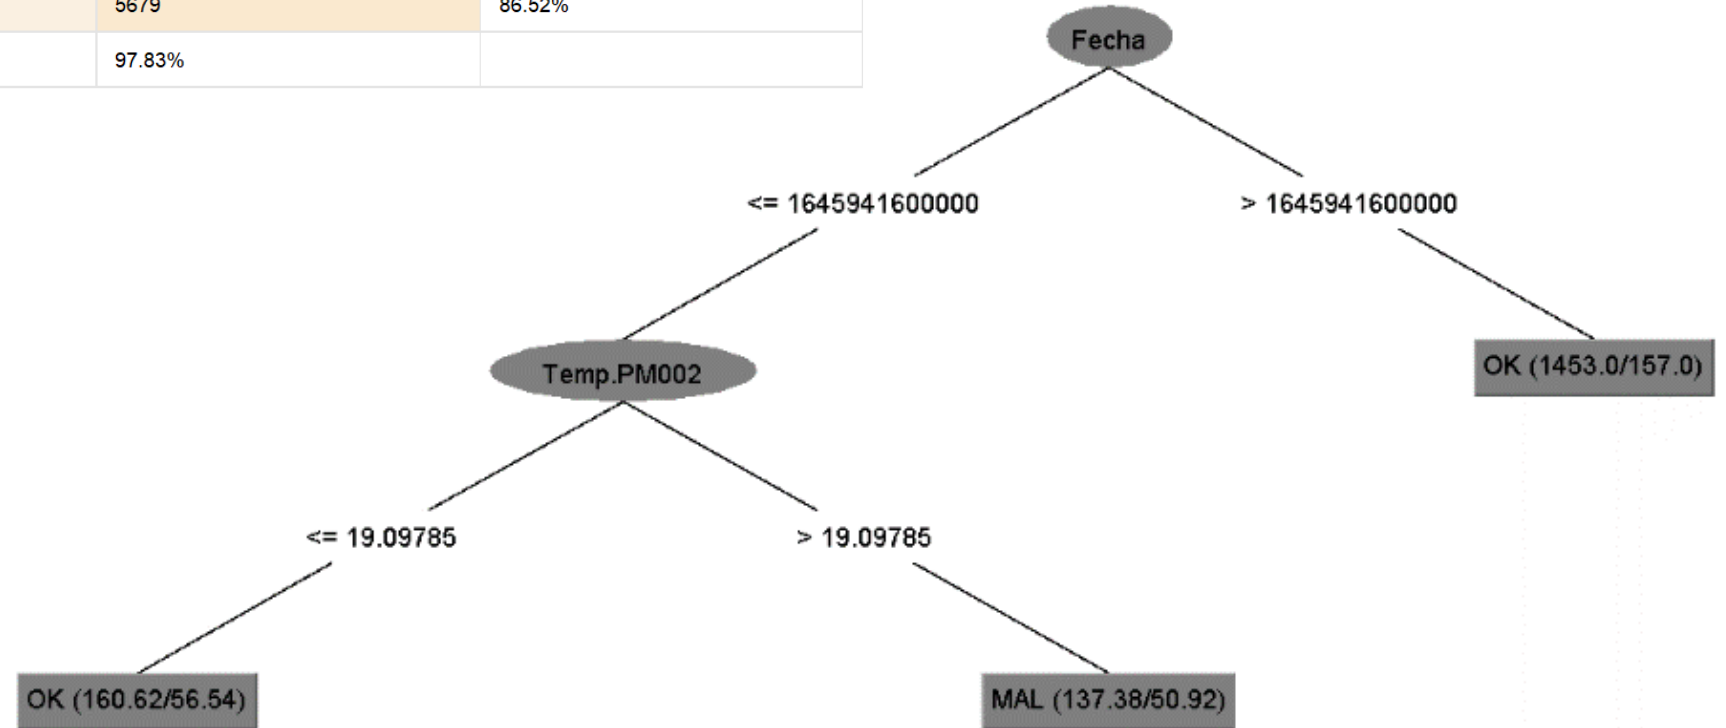 5679 86.52%
97.83%
Fecha
<= 1645941600000 > 1645941600000
Temp.PM002
OK (1453.0/157.0)
<= 19.09785 > 19.09785
OK (160.62/56.54) MAL (137.38/50.92)